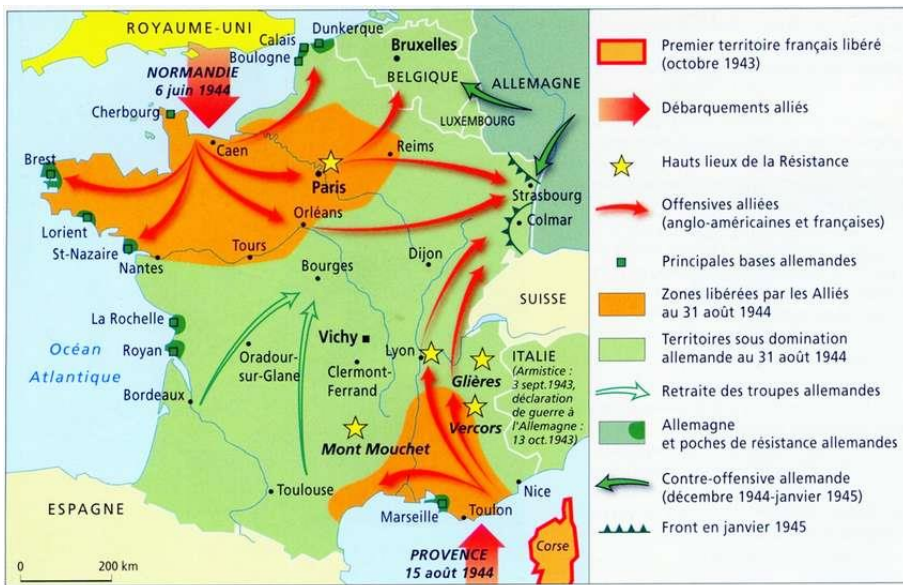 ROYAUME-UNI
Dunkerque
Calais
Boulogne
Bruxelles
BELGIQUE
ALLEMAGNE
NORMANDIE
6 juin 1944
LUXEMBOURG
Cherbourg
Caen
Reims
Brest
Paris
Strasbourg
Orléans
Colmar
Lorient
St-Nazaire
Nantes
Tours
Dijon
Bourges
SUISSE
La Rochelle
Vichy
Océan
Atlantique
Royan
Oradour-
sur-Glane
Clermont-
Ferrand
Lyon
Glières
ITALIE
(Armistice :
3 sept.1943,
déclaration
de guerre à
l'Allemagne :
13 oct.1943)
Bordeaux
Vercors
Mont Mouchet
Toulouse
Nice
ESPAGNE
Marseille
Toulon
Corse
PROVENCE
15 août 1944
0 200 km
Premier territoire français libéré
(octobre 1943)
Débarquements alliés
Hauts lieux de la Résistance
Offensives alliées
(anglo-américaines et françaises)
Principales bases allemandes
Zones libérées par les Alliés
au 31 août 1944
Territoires sous domination
allemande au 31 août 1944
Retraite des troupes allemandes
Allemagne
et poches de résistance allemandes
Contre-offensive allemande
(décembre 1944-janvier 1945)
Front en janvier 1945